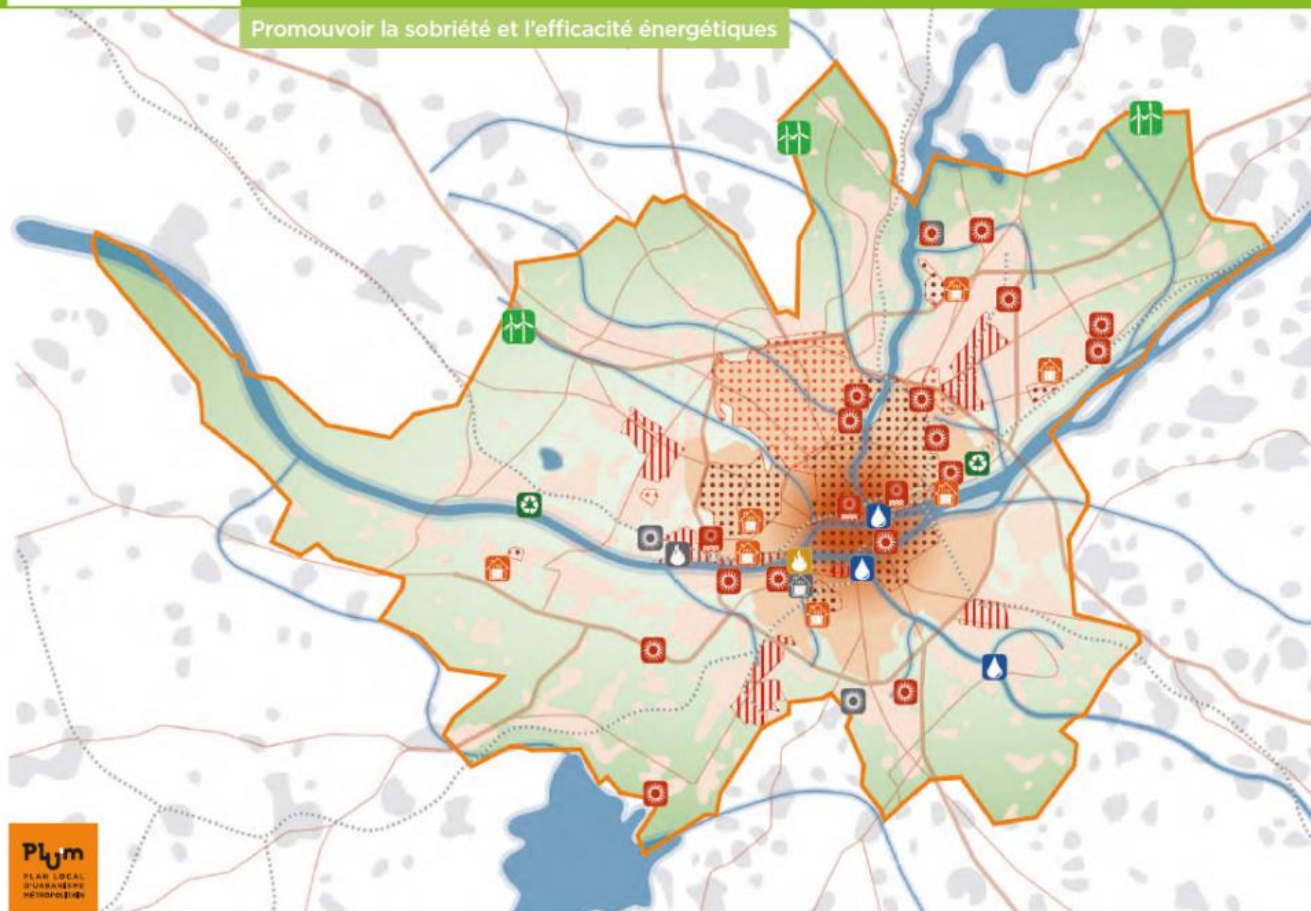 Promouvoir la sobriété et l'efficacité énergétiques
PLUm
PLAN LOCAL
D'URBANISME
MÉTROPOLITAIN